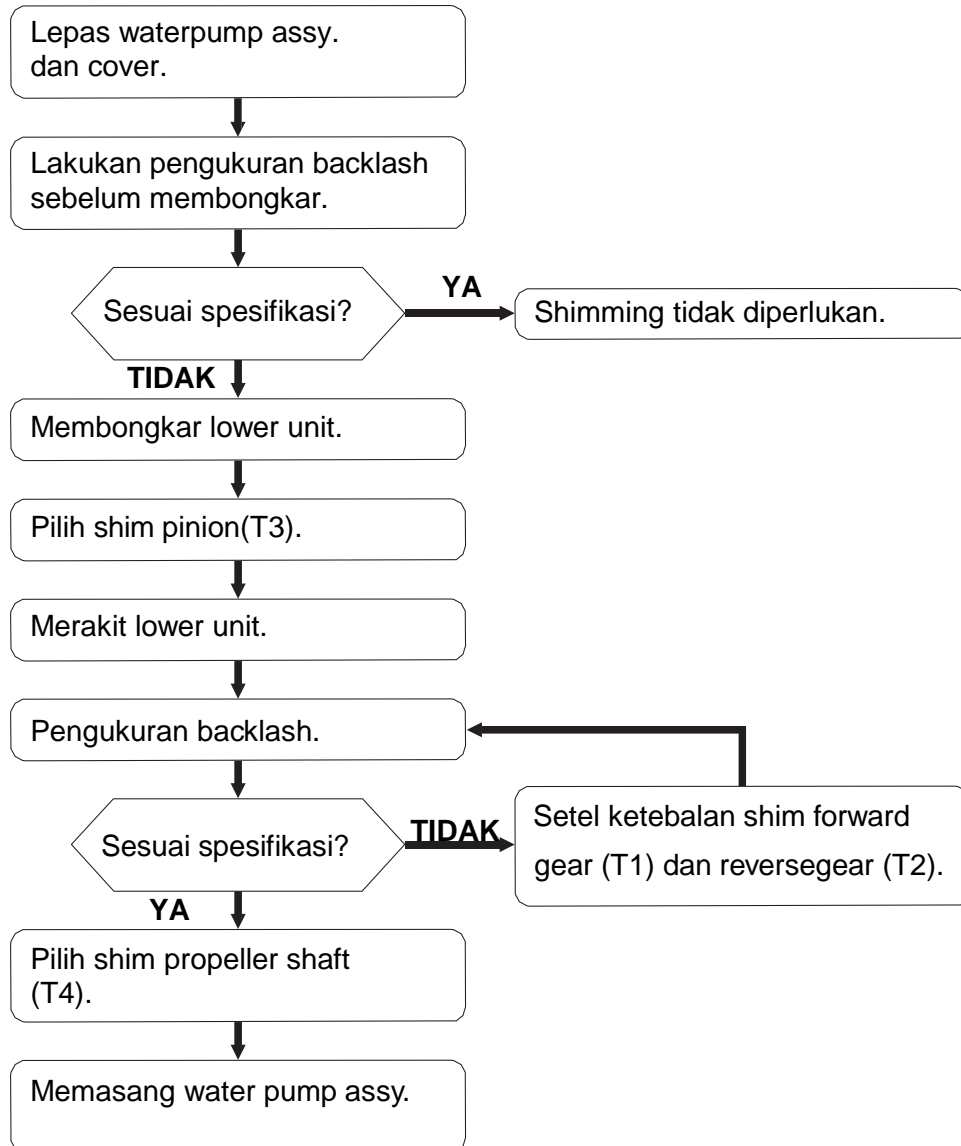 Lepas waterpump assy.
dan cover.
Lakukan pengukuran backlash
sebelum membongkar.
Sesuai spesifikasi?
YA
Shimming tidak diperlukan.
TIDAK
Membongkar lower unit.
Pilih shim pinion(T3).
Merakit lower unit.
Pengukuran backlash.
Sesuai spesifikasi?
TIDAK
Setel ketebalan shim forward
gear (T1) dan reversegear (T2).
YA
Pilih shim propeller shaft
(T4).
Memasang water pump assy.